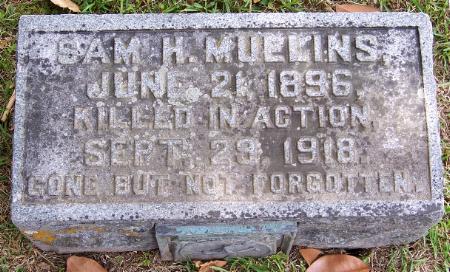 SAM H. MULLINS.
JUNE 21, 1896.
KILLED IN ACTION.
SEPT. 29, 1918.
GONE BUT NOT FORGOTTEN.